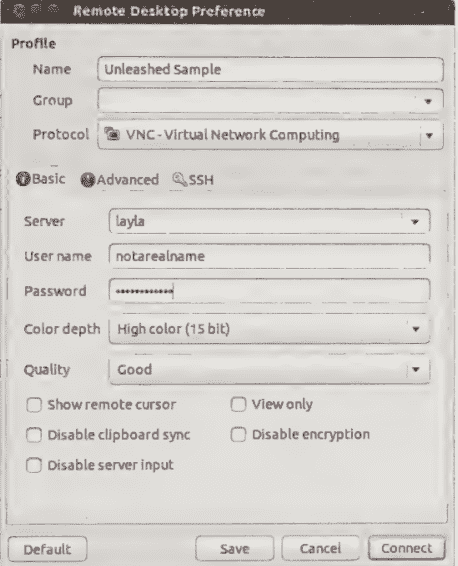 Remote Desktop Preference
Profile
Name Unleashed Sample
Group
Protocol VNC - Virtual Network Computing
Basic Advanced SSH
Server layla
User name notarealname
Password ••••••••••••
Color depth High color (15 bit)
Quality Good
Show remote cursor View only
Disable clipboard sync Disable encryption
Disable server input
Default Save Cancel Connect